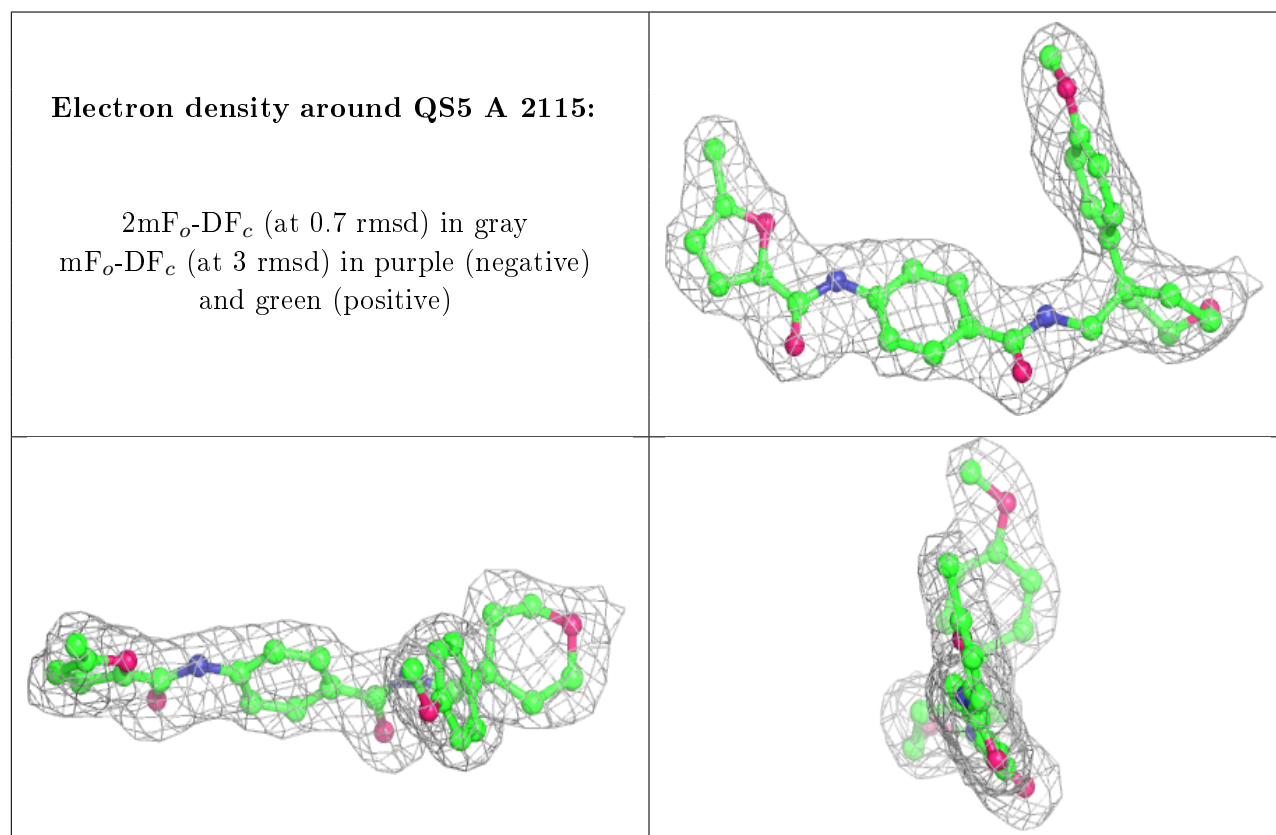 Electron density around QS5 A 2115:
2mFₒ-DF𝒸 (at 0.7 rmsd) in gray
mFₒ-DF𝒸 (at 3 rmsd) in purple (negative)
and green (positive)